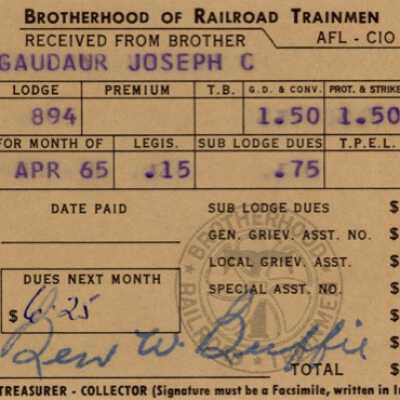 BROTHERHOOD OF RAILROAD TRAINMEN
RECEIVED FROM BROTHER AFL - CIO
GAUDAUR JOSEPH C
LODGE PREMIUM T.B. G.D. & CONV. PROT. & STRIKE
894 1.50 1.50
FOR MONTH OF LEGIS. SUB LODGE DUES T.P.E.L.
APR 65 .15 .75
DATE PAID SUB LODGE DUES $
GEN. GRIEV. ASST. NO. $
LOCAL GRIEV. ASST. $
DUES NEXT MONTH SPECIAL ASST. NO. $
$ 6.25 $
BROTHERHOOD RAILROAD TRAINMEN
W. $
TOTAL $
TREASURER - COLLECTOR (Signature must be a Facsimile, written in